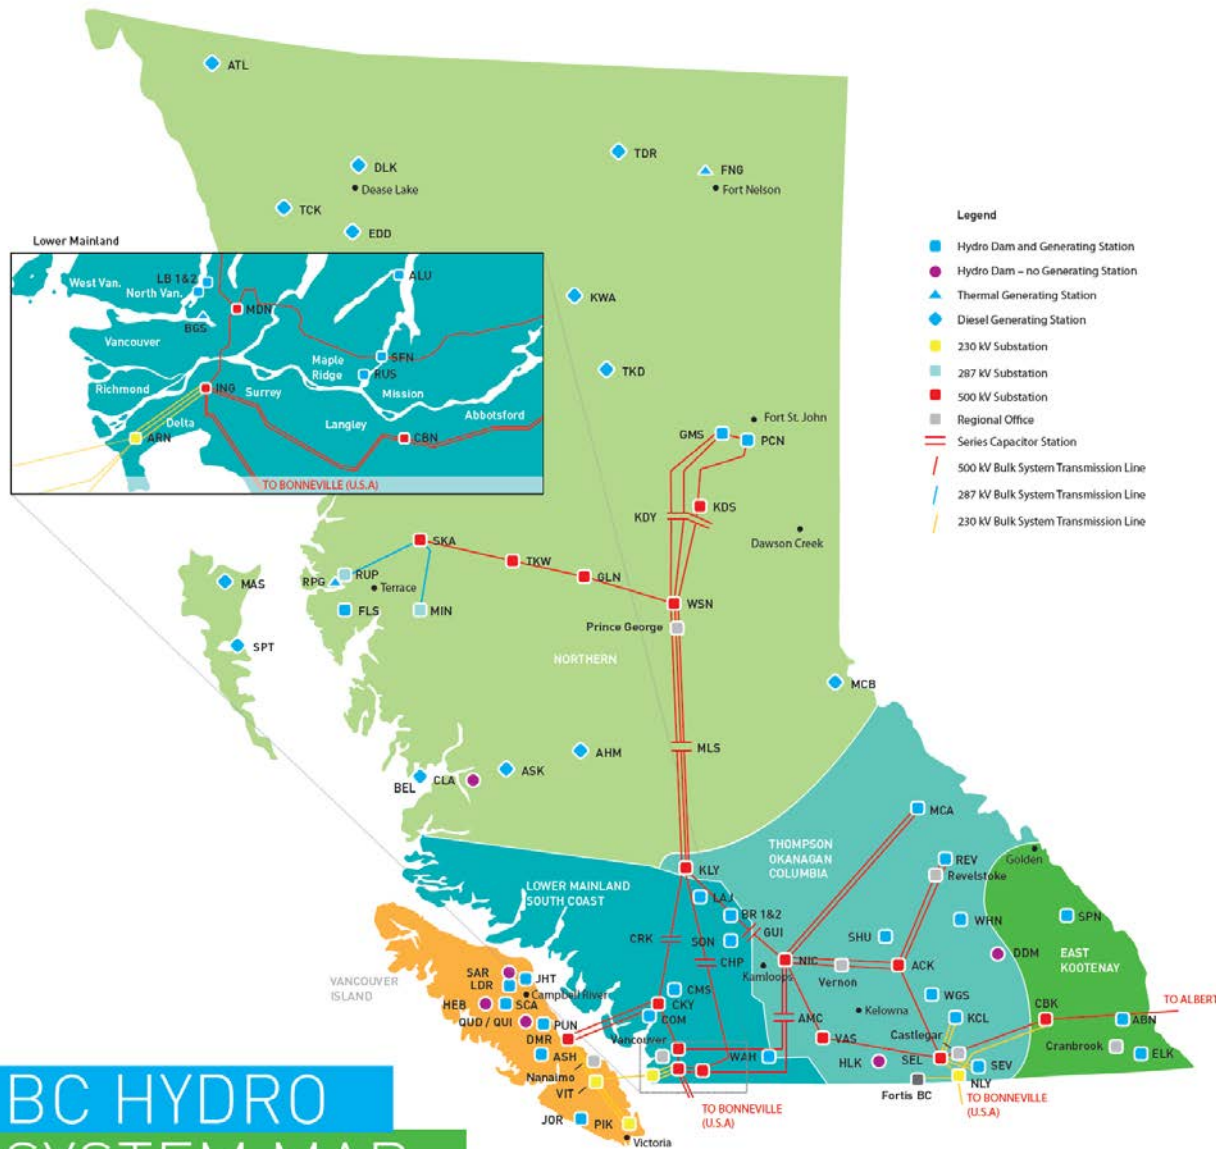 ATL
TDR
DLK
Dease Lake
FNG
Fort Nelson
TCK
EDD
Lower Mainland
West Van.
LB 1&2
North Van.
ALU
MDN
BGS
Vancouver
SFN
Maple
Ridge
RUS
Richmond
ING
Surrey
Mission
Delta
Langley
Abbotsford
ARN
CBN
TO BONNEVILLE (U.S.A)
KWA
TKD
Legend
Hydro Dam and Generating Station
Hydro Dam – no Generating Station
Thermal Generating Station
Diesel Generating Station
230 kV Substation
287 kV Substation
500 kV Substation
Regional Office
Series Capacitor Station
500 kV Bulk System Transmission Line
287 kV Bulk System Transmission Line
230 kV Bulk System Transmission Line
Fort St. John
GMS
PCN
KDY
KDS
Dawson Creek
SKA
TKW
GLN
WSN
RUP
RPG
Terrace
FLS
MIN
MAS
SPT
Prince George
NORTHERN
MCB
MLS
AHM
ASK
BEL
CLA
MCA
THOMPSON
OKANAGAN
COLUMBIA
KLY
REV
Revelstoke
Golden
LOWER MAINLAND
SOUTH COAST
LAJ
BR 1&2
GUI
SON
CRK
CHP
SHU
WHN
SPN
DDM
EAST
KOOTENAY
NIC
Kamloops
Vernon
ACK
VANCOUVER
ISLAND
SAR
LDR
JHT
Campbell River
HEB
SCA
QUD / QUI
PUN
DMR
ASH
Nanaimo
VIT
JOR
PIK
Victoria
CMS
CKY
COM
Vancouver
WAH
AMC
VAS
Kelowna
WGS
KCL
Castlegar
HLK
SEL
SEV
NLY
Fortis BC
CBK
TO ALBERT
ABN
Cranbrook
ELK
TO BONNEVILLE
(U.S.A)
TO BONNEVILLE
(U.S.A)
BC HYDRO
SYSTEM MAP